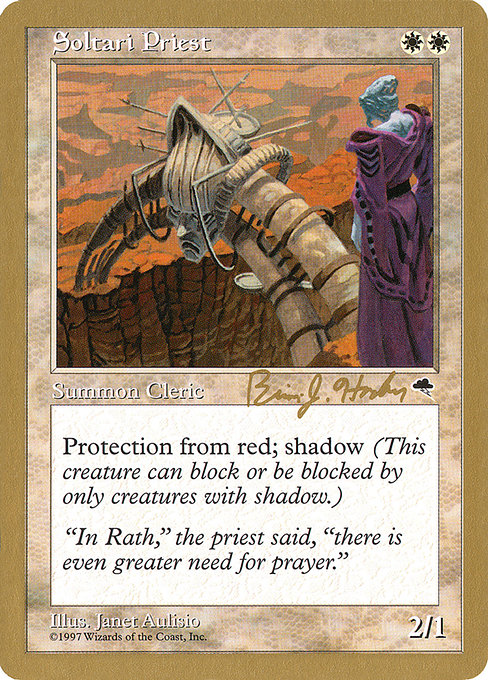 Soltari Priest
Summon Cleric
Brian J. Hacker
Protection from red; shadow (This
creature can block or be blocked by
only creatures with shadow.)
"In Rath," the priest said, "there is
even greater need for prayer."
Illus. Janet Aulisio
©1997 Wizards of the Coast, Inc.
2/1